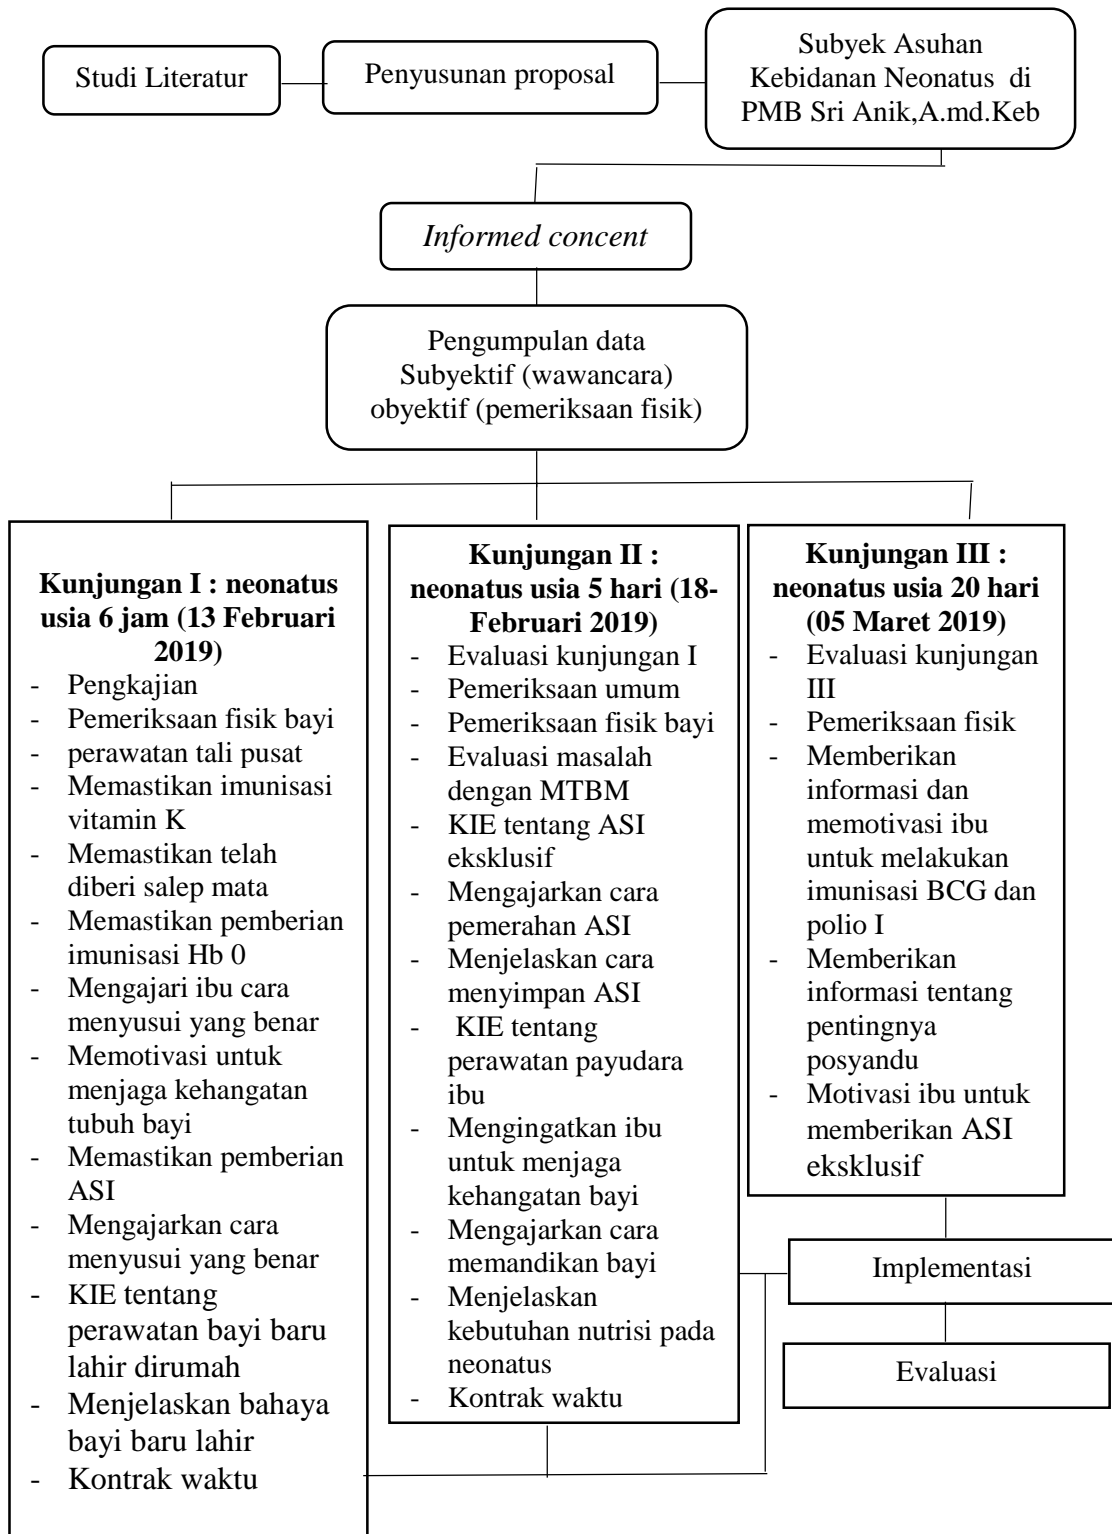 Studi Literatur
Penyusunan proposal
Subyek Asuhan
Kebidanan Neonatus di
PMB Sri Anik,A.md.Keb
Informed concent
Pengumpulan data
Subyektif (wawancara)
obyektif (pemeriksaan fisik)
Kunjungan I : neonatus
usia 6 jam (13 Februari
2019)
- Pengkajian
- Pemeriksaan fisik bayi
- perawatan tali pusat
- Memastikan imunisasi
vitamin K
- Memastikan telah
diberi salep mata
- Memastikan pemberian
imunisasi Hb 0
- Mengajari ibu cara
menyusui yang benar
- Memotivasi untuk
menjaga kehangatan
tubuh bayi
- Memastikan pemberian
ASI
- Mengajarkan cara
menyusui yang benar
- KIE tentang
perawatan bayi baru
lahir dirumah
- Menjelaskan bahaya
bayi baru lahir
- Kontrak waktu
Kunjungan II :
neonatus usia 5 hari (18-
Februari 2019)
- Evaluasi kunjungan I
- Pemeriksaan umum
- Pemeriksaan fisik bayi
- Evaluasi masalah
dengan MTBM
- KIE tentang ASI
eksklusif
- Mengajarkan cara
pemerahan ASI
- Menjelaskan cara
menyimpan ASI
- KIE tentang
perawatan payudara
ibu
- Mengingatkan ibu
untuk menjaga
kehangatan bayi
- Mengajarkan cara
memandikan bayi
- Menjelaskan
kebutuhan nutrisi pada
neonatus
- Kontrak waktu
Kunjungan III :
neonatus usia 20 hari
(05 Maret 2019)
- Evaluasi kunjungan
III
- Pemeriksaan fisik
- Memberikan
informasi dan
memotivasi ibu
untuk melakukan
imunisasi BCG dan
polio I
- Memberikan
informasi tentang
pentingnya
posyandu
- Motivasi ibu untuk
memberikan ASI
eksklusif
Implementasi
Evaluasi